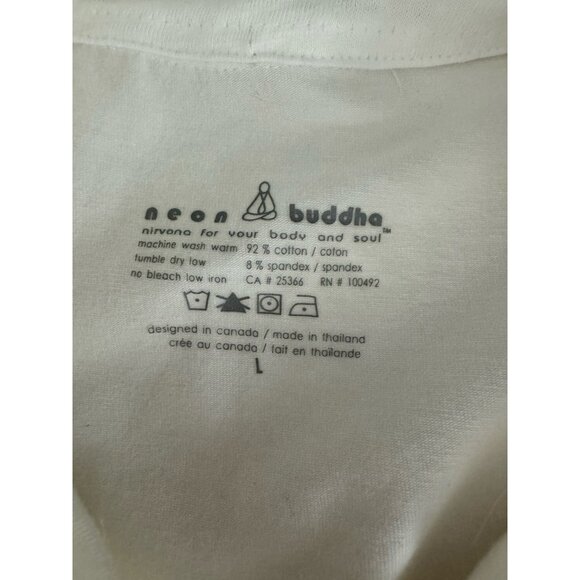 neon buddha™
nirvana for your body and soul
machine wash warm 92 % cotton / coton
tumble dry low 8 % spandex / spandex
no bleach low iron CA # 25366 RN # 100492
designed in canada / made in thailand
crée au canada / fait en thaïlande
L